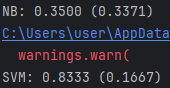 NB: 0.3500 (0.3371)
C:\Users\user\AppData
warnings.warn(
SVM: 0.8333 (0.1667)